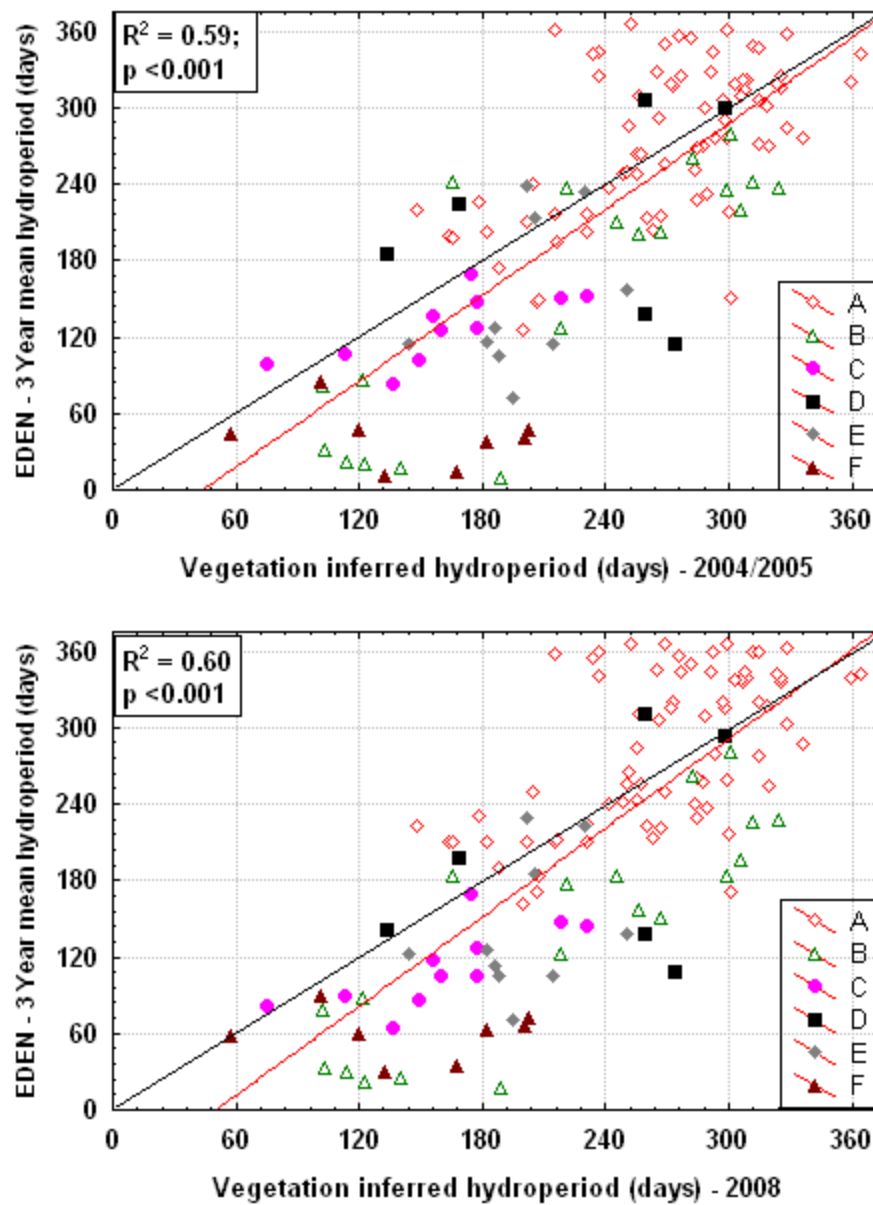 R² = 0.59;
p <0.001
EDEN - 3 Year mean hydroperiod (days)
360
300
240
180
120
60
0
A
B
C
D
E
F
0 60 120 180 240 300 360
Vegetation inferred hydroperiod (days) - 2004/2005
R² = 0.60
p <0.001
EDEN - 3 Year mean hydroperiod (days)
360
300
240
180
120
60
0
A
B
C
D
E
F
0 60 120 180 240 300 360
Vegetation inferred hydroperiod (days) - 2008